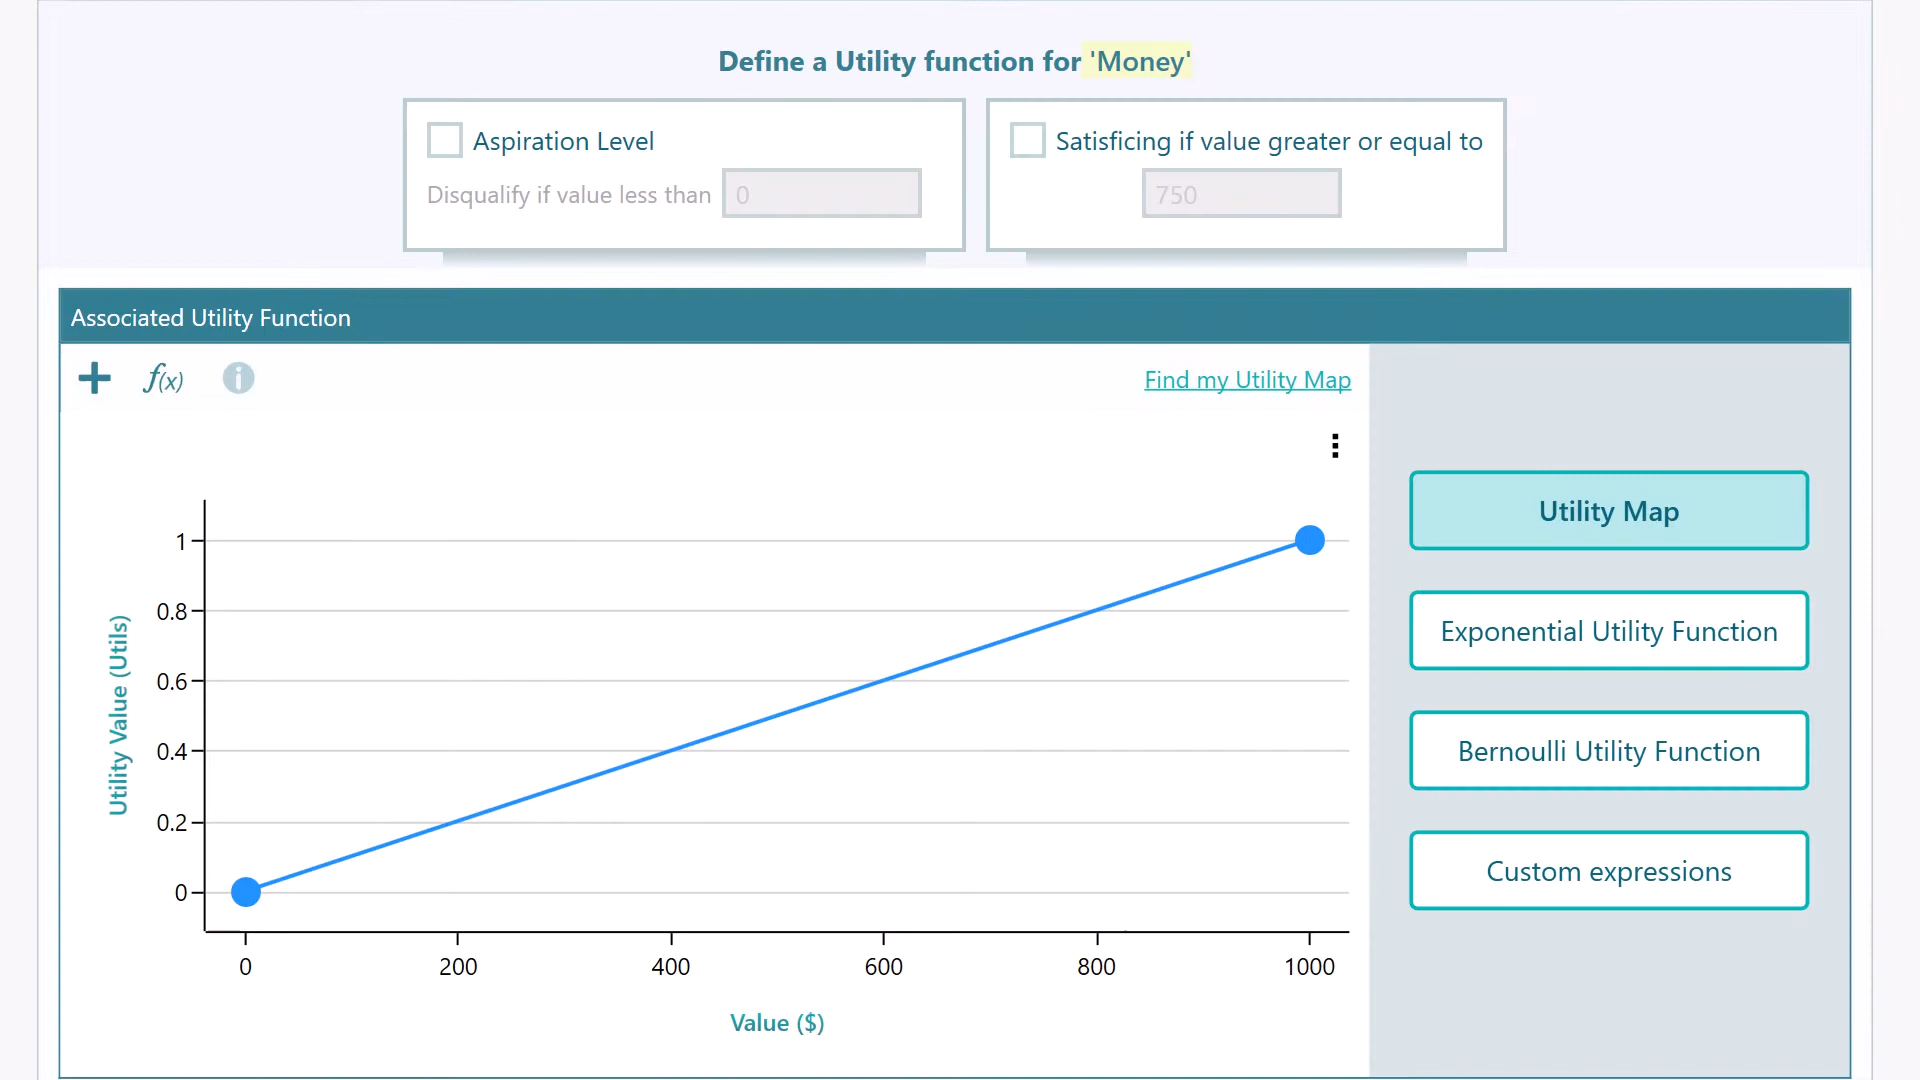 Define a Utility function for 'Money'
Aspiration Level
Disqualify if value less than 0
Satisficing if value greater or equal to
750
Associated Utility Function
f(x)
Find my Utility Map
1
0.8
0.6
0.4
0.2
0
Utility Value (Utils)
0 200 400 600 800 1000
Value ($)
Utility Map
Exponential Utility Function
Bernoulli Utility Function
Custom expressions